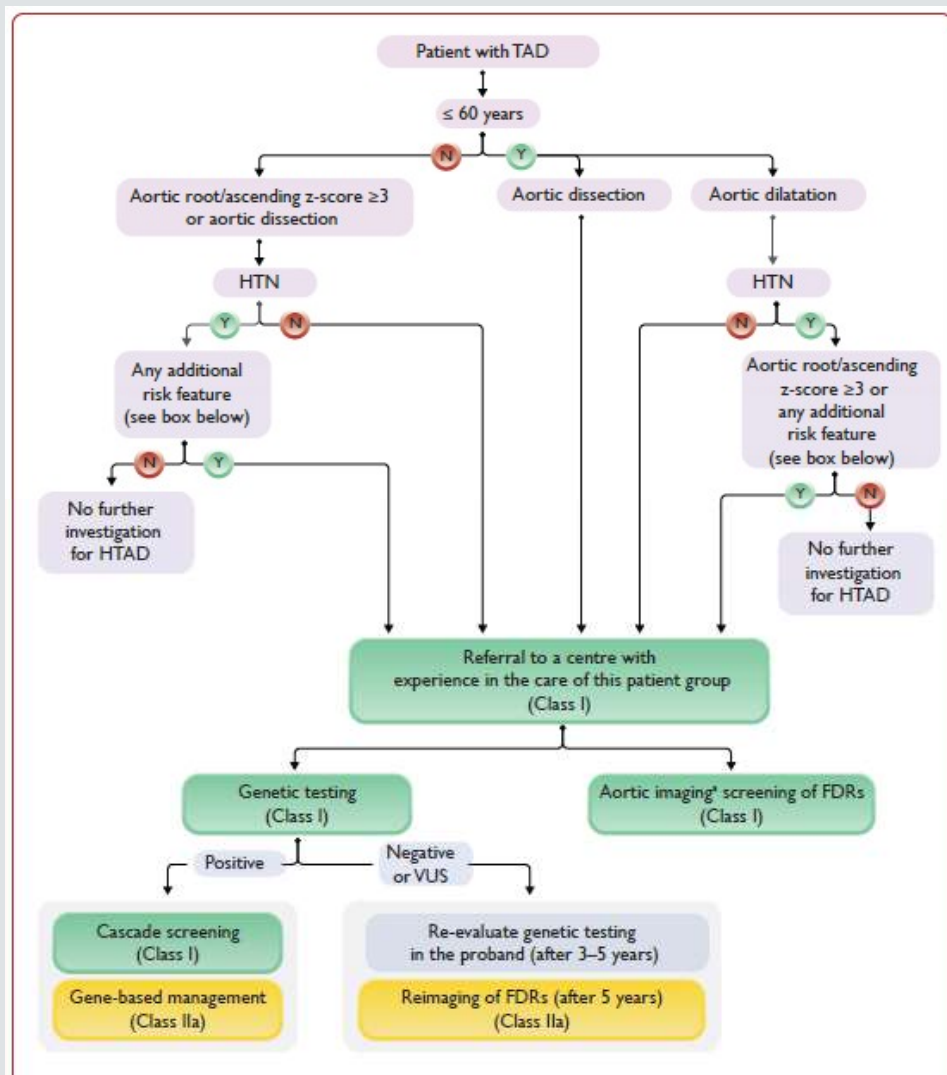 Patient with TAD
≤ 60 years
N
Y
Aortic root/ascending z-score ≥3
or aortic dissection
Aortic dissection
Aortic dilatation
HTN
HTN
Y
N
N
Y
Any additional
risk feature
(see box below)
Aortic root/ascending
z-score ≥3 or
any additional
risk feature
(see box below)
N
Y
Y
N
No further
investigation
for HTAD
No further
investigation
for HTAD
Referral to a centre with
experience in the care of this patient group
(Class I)
Genetic testing
(Class I)
Aortic imagingª screening of FDRs
(Class I)
Positive
Negative
or VUS
Cascade screening
(Class I)
Gene-based management
(Class IIa)
Re-evaluate genetic testing
in the proband (after 3–5 years)
Reimaging of FDRs (after 5 years)
(Class IIa)